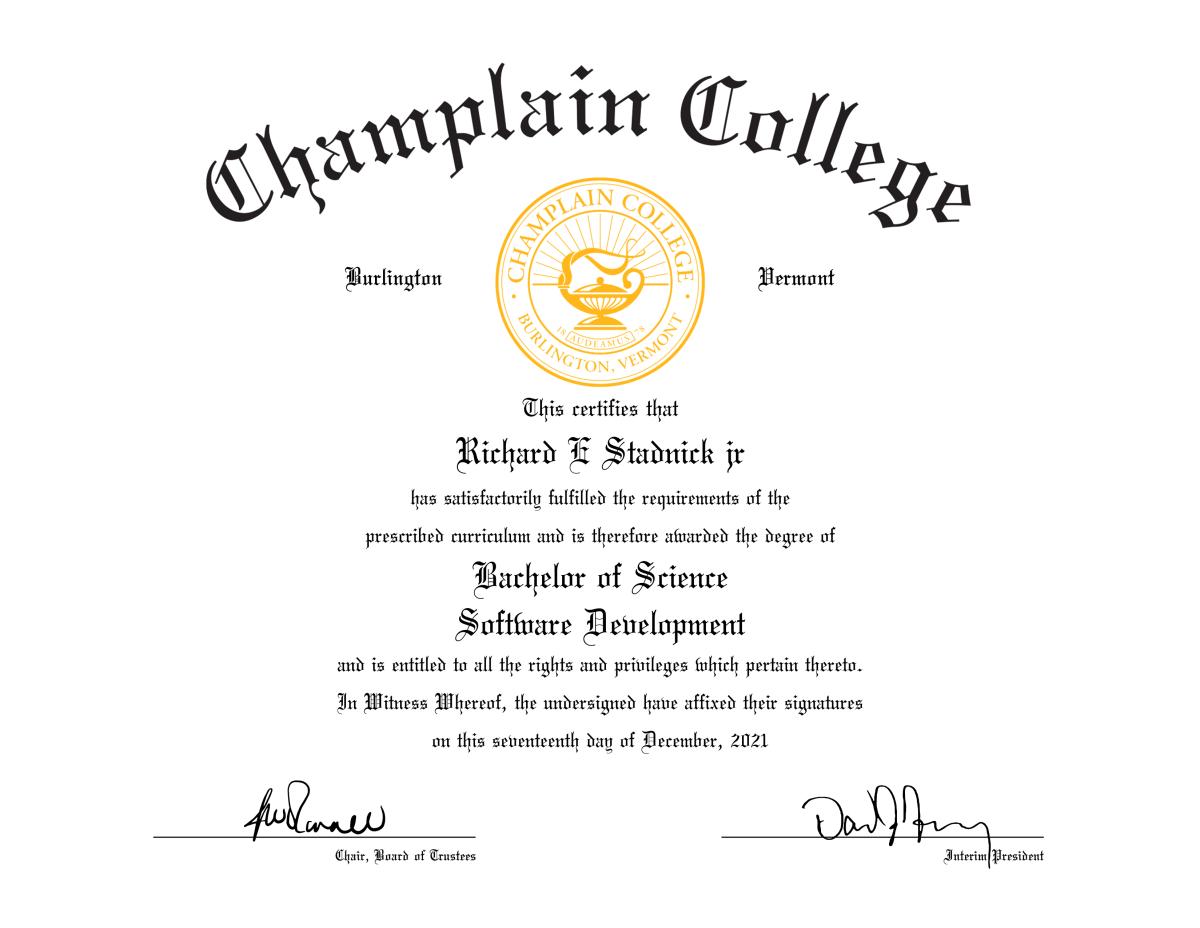 Champlain College
Burlington
Vermont
CHAMPLAIN COLLEGE
18 AUDEAMUS 78
BURLINGTON, VERMONT
This certifies that
Richard E Stadnick jr
has satisfactorily fulfilled the requirements of the
prescribed curriculum and is therefore awarded the degree of
Bachelor of Science
Software Development
and is entitled to all the rights and privileges which pertain thereto.
In Witness Whereof, the undersigned have affixed their signatures
on this seventeenth day of December, 2021
Chair, Board of Trustees
Interim President